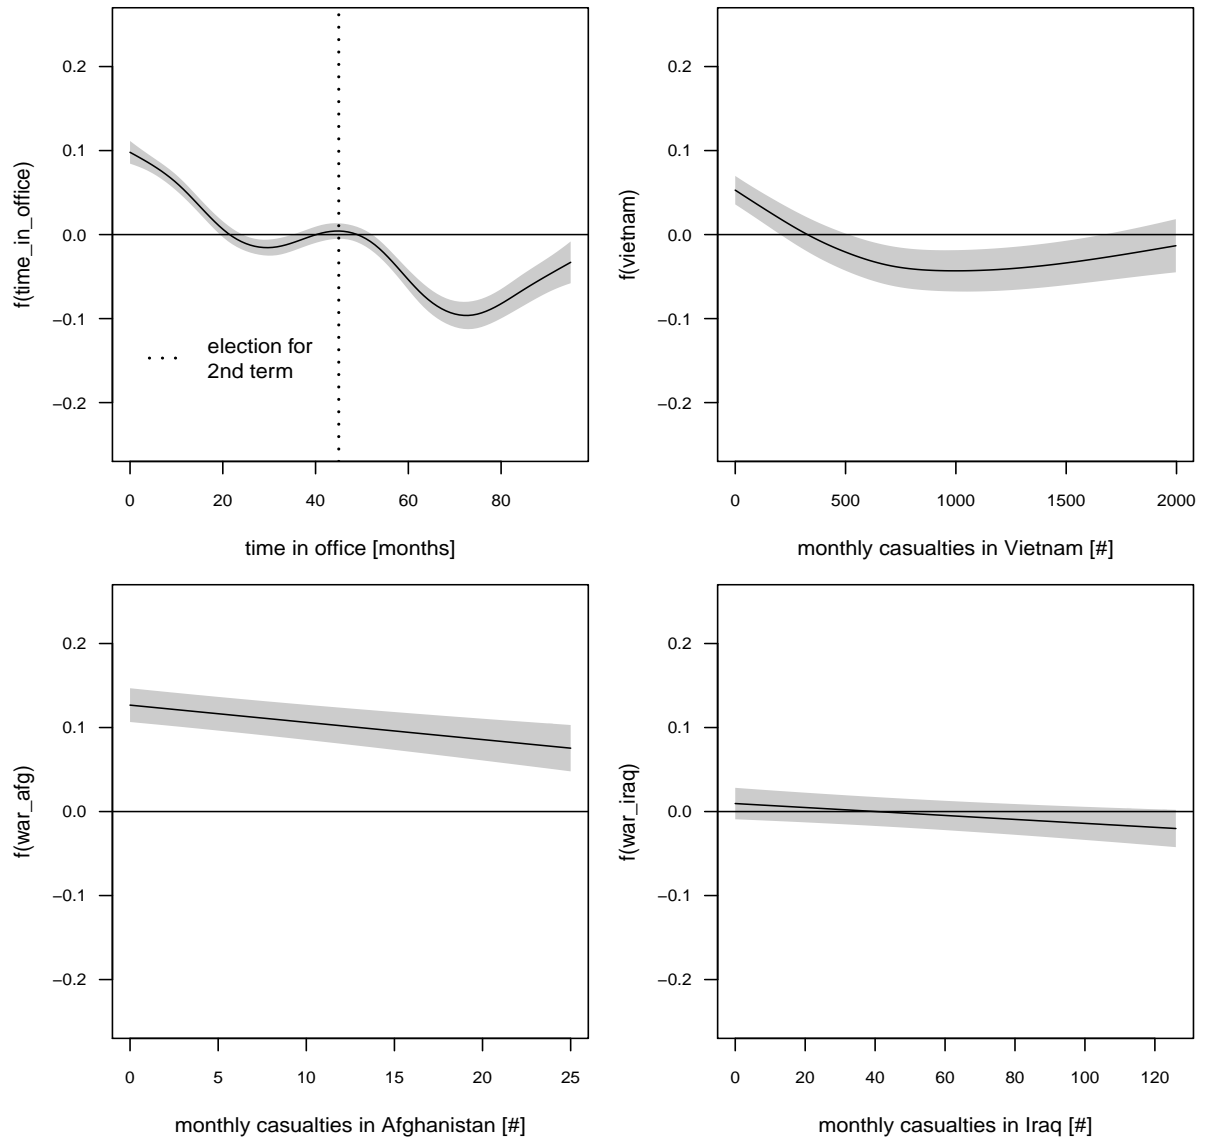 0.2
0.1
0.0
−0.1
−0.2
f(time_in_office)
election for
2nd term
0 20 40 60 80
time in office [months]
0.2
0.1
0.0
−0.1
−0.2
f(vietnam)
0 500 1000 1500 2000
monthly casualties in Vietnam [#]
0.2
0.1
0.0
−0.1
−0.2
f(war_afg)
0 5 10 15 20 25
monthly casualties in Afghanistan [#]
0.2
0.1
0.0
−0.1
−0.2
f(war_iraq)
0 20 40 60 80 100 120
monthly casualties in Iraq [#]